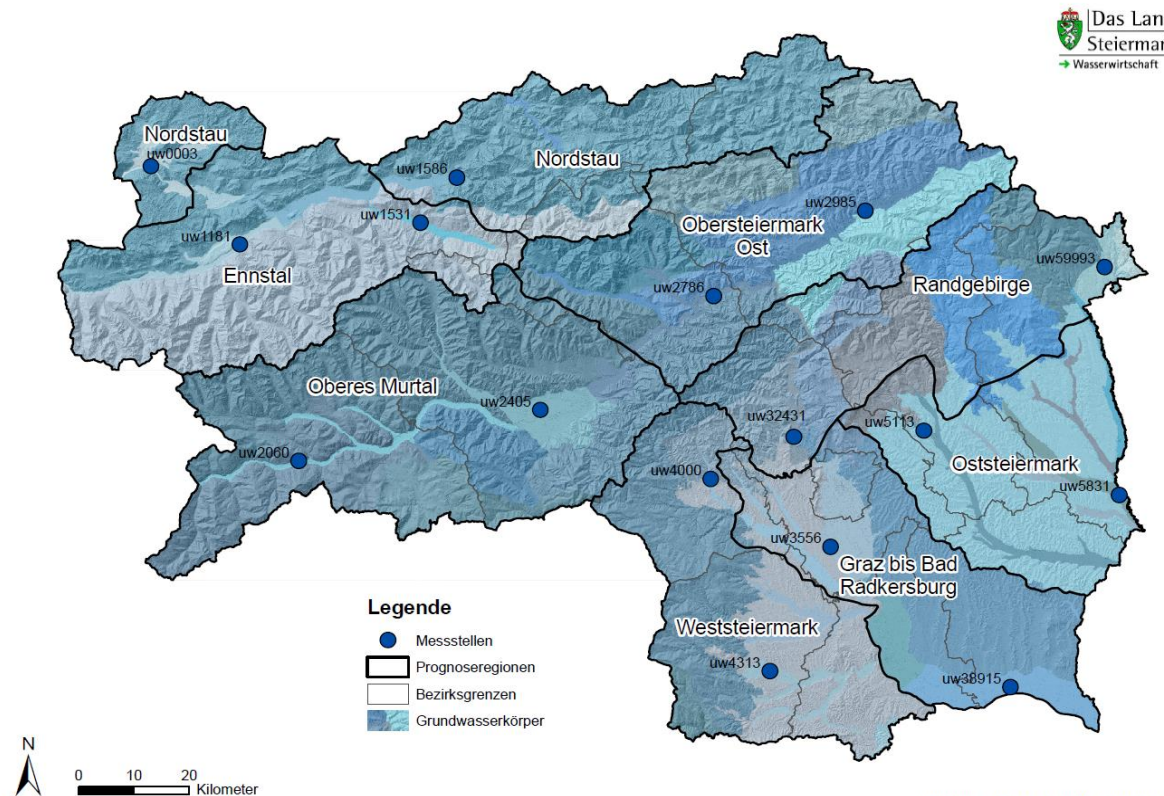 Das Lan
Steiermar
→ Wasserwirtschaft
Nordstau
uw0003
uw1586
Nordstau
uw1531
uw2985
uw1181
Obersteiermark
Ost
Ennstal
uw59993
uw2786
Randgebirge
Oberes Murtal
uw2405
uw32431
uw5113
uw2060
uw4000
Oststeiermark
uw5831
uw3556
Graz bis Bad
Radkersburg
Weststeiermark
uw4313
uw38915
Legende
Messstellen
Prognoseregionen
Bezirksgrenzen
Grundwasserkörper
N
0 10 20
Kilometer